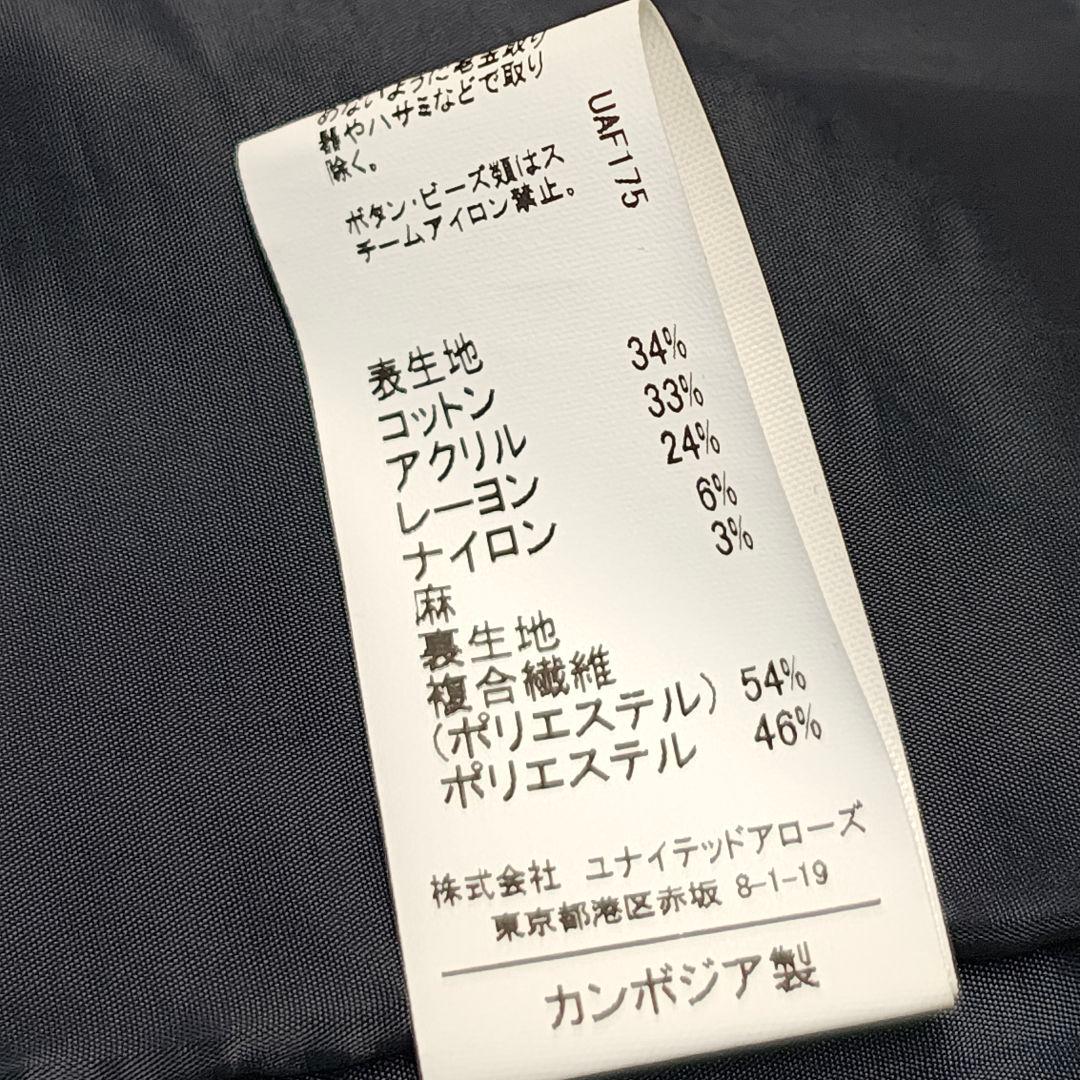 めないように毛玉取り
器やハサミなどで取り
除く。
ボタン・ビーズ類はス
チームアイロン禁止。
UAF175
表生地
コットン 34%
アクリル 33%
レーヨン 24%
ナイロン 6%
麻 3%
裏生地
複合繊維
(ポリエステル) 54%
ポリエステル 46%
株式会社 ユナイテッドアローズ
東京都港区赤坂 8-1-19
カンボジア製